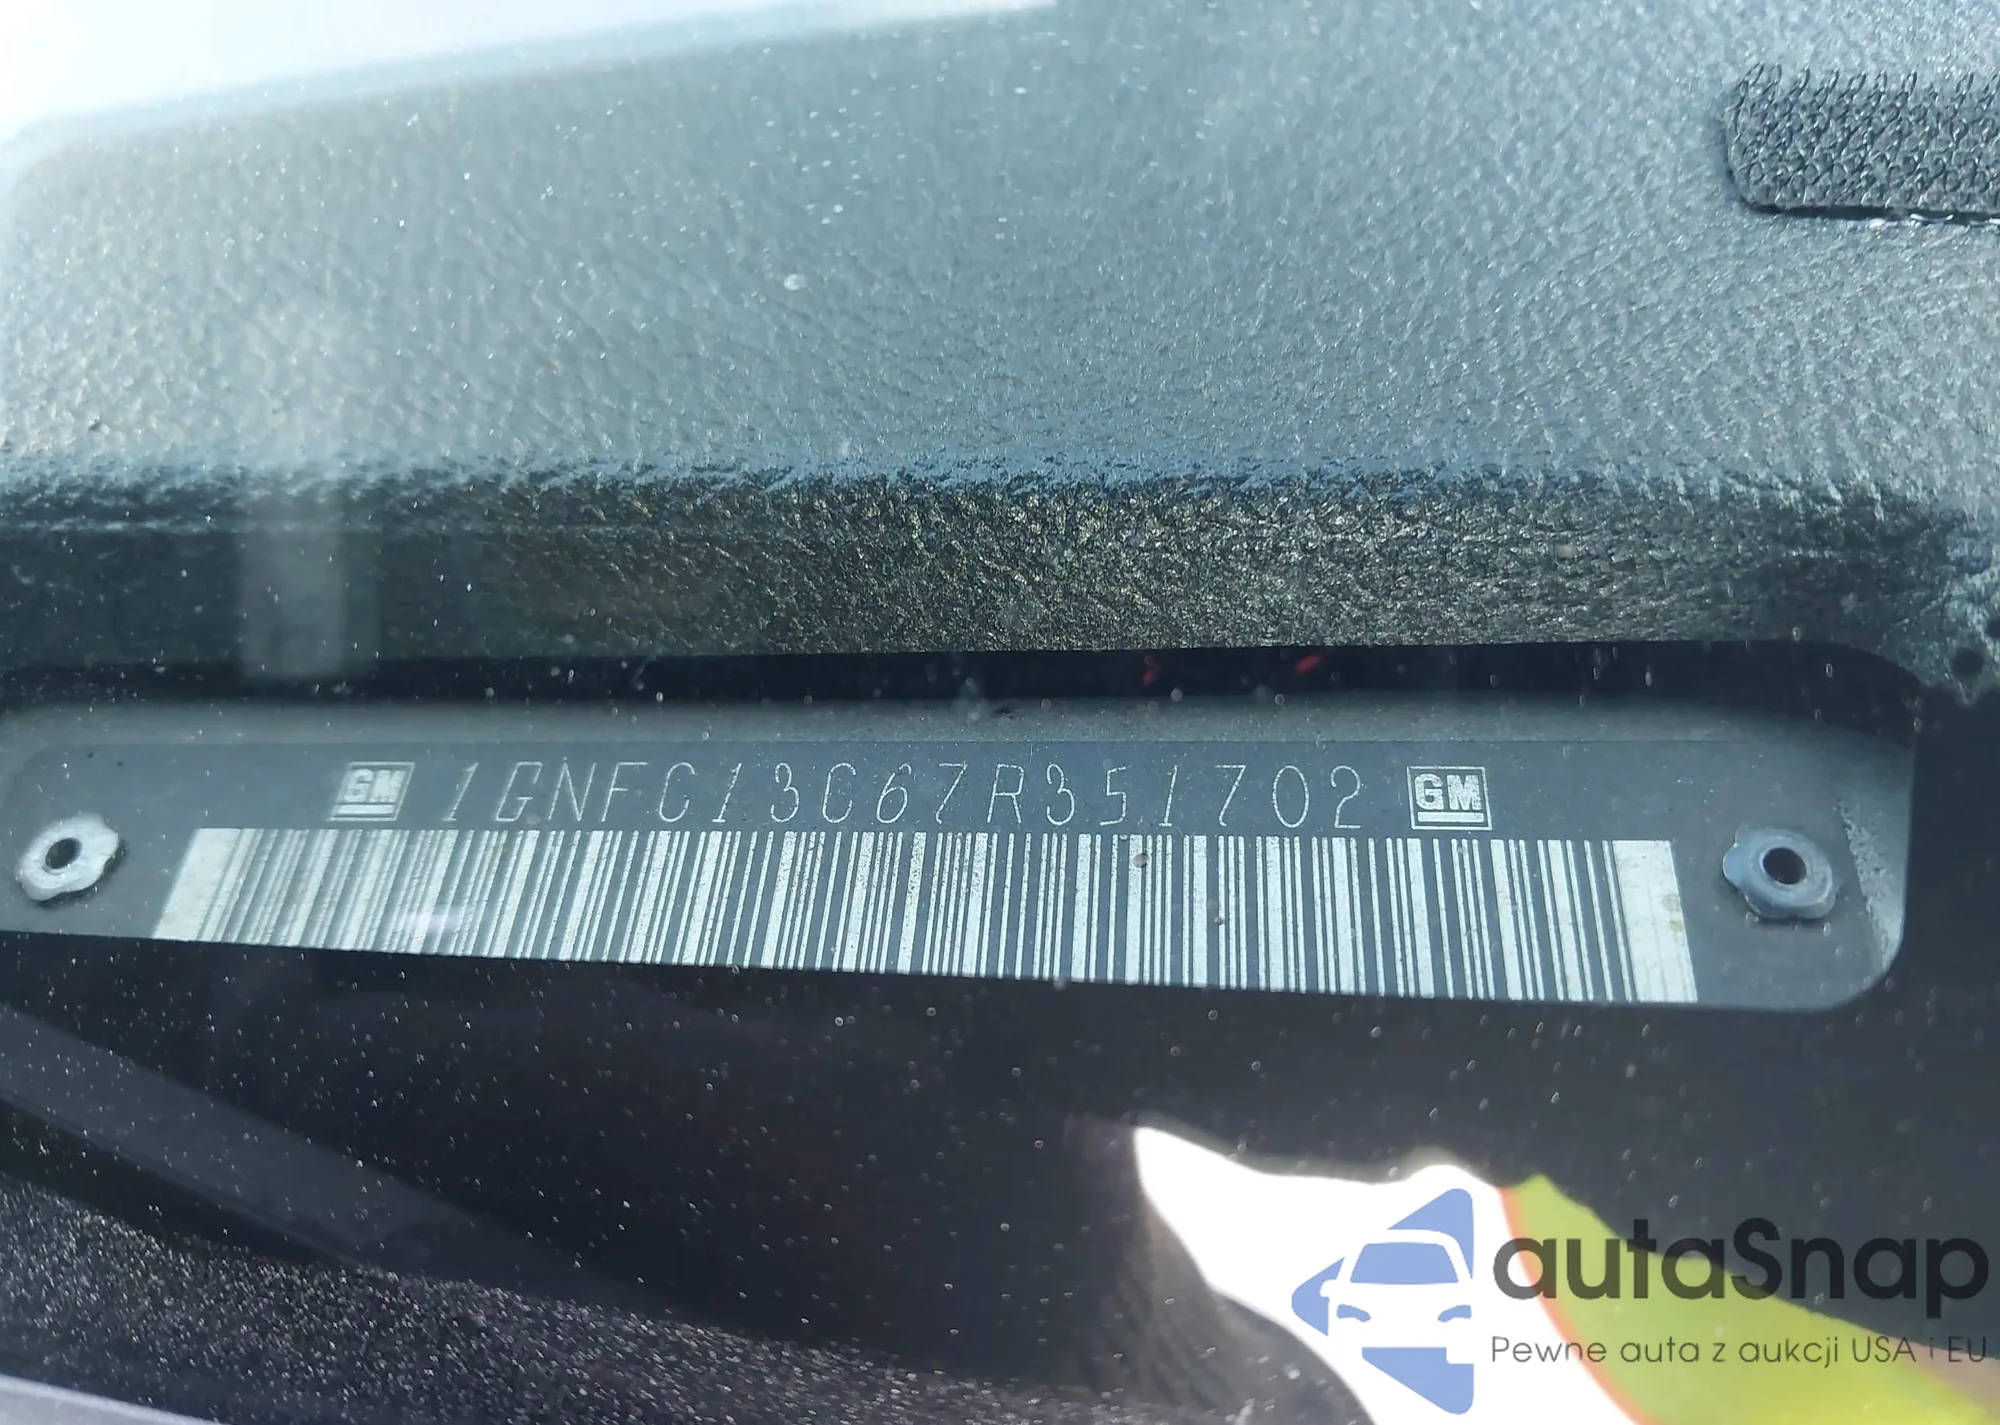 GM 1GNFC13C67R351702 GM
autaSnap
Pewne auta z aukcji USA i EU